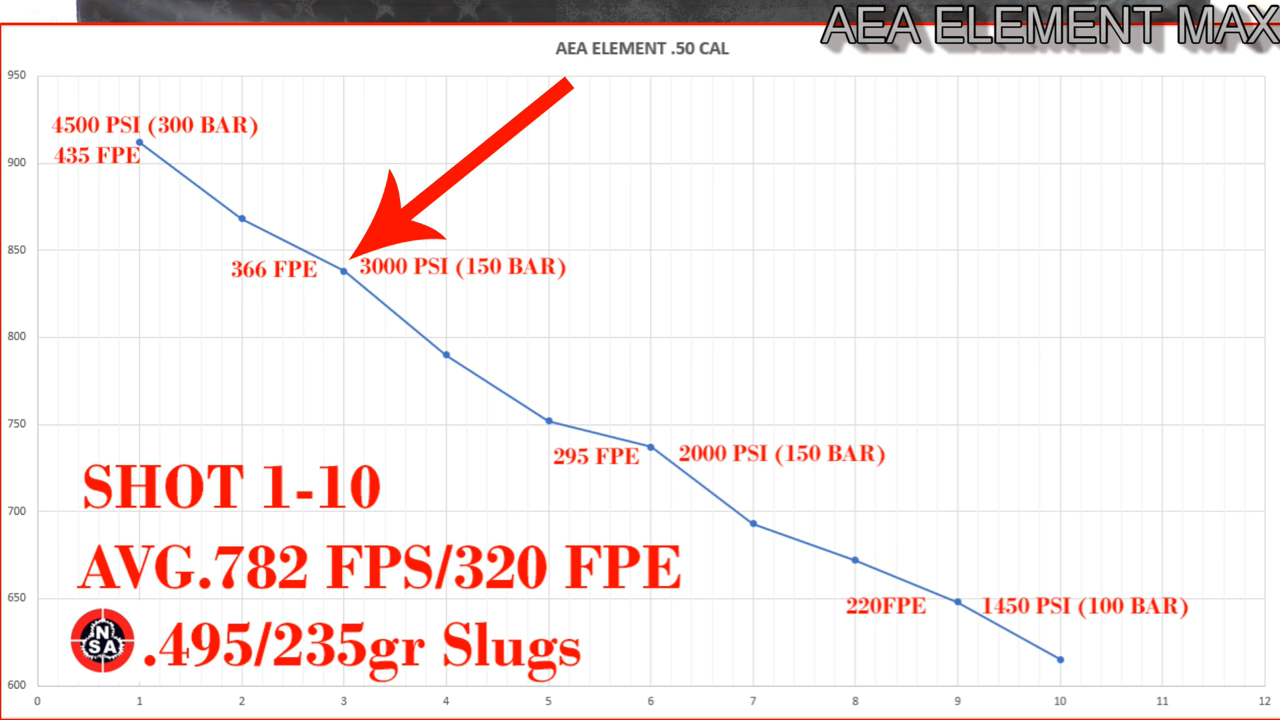 AEA ELEMENT MAX
AEA ELEMENT .50 CAL
950
900
850
800
750
700
650
600
4500 PSI (300 BAR)
435 FPE
366 FPE
3000 PSI (150 BAR)
295 FPE
2000 PSI (150 BAR)
220FPE
1450 PSI (100 BAR)
SHOT 1-10
AVG.782 FPS/320 FPE
NSA
.495/235gr Slugs
0 1 2 3 4 5 6 7 8 9 10 11 12